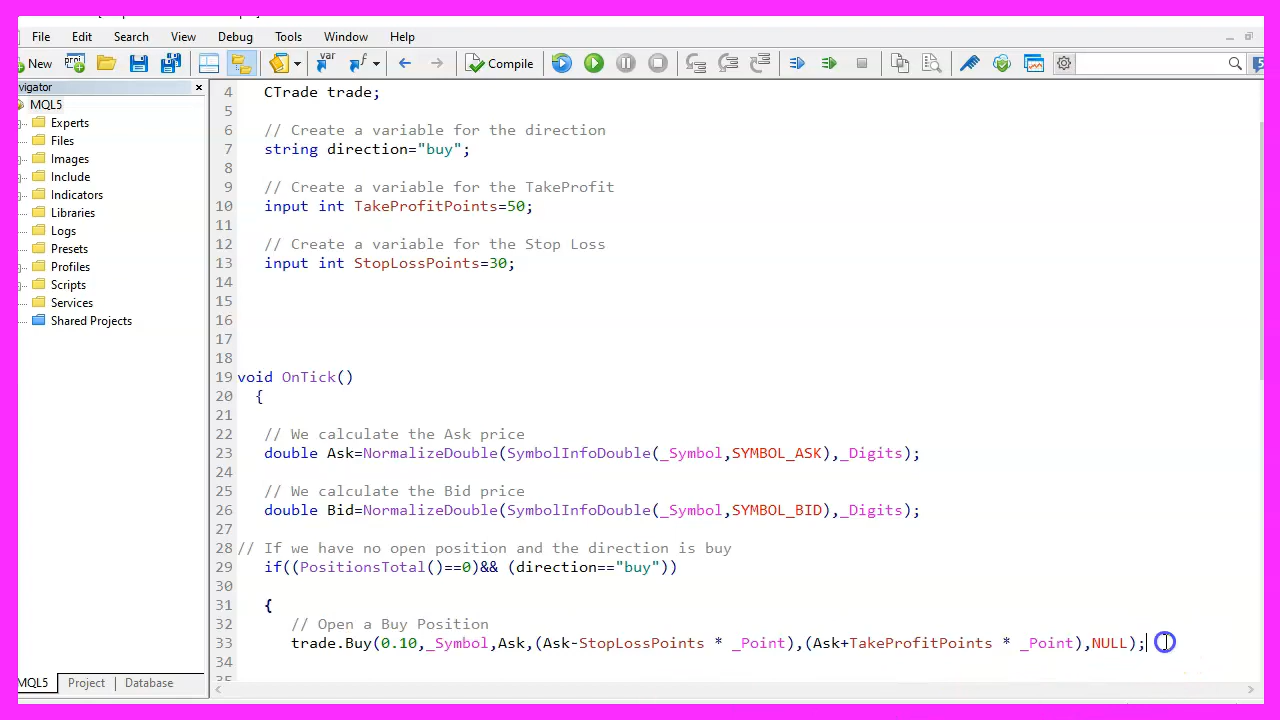 File Edit Search View Debug Tools Window Help
New Compile
avigator
MQL5
Experts
Files
Images
Include
Indicators
Libraries
Logs
Presets
Profiles
Scripts
Services
Shared Projects
MQL5 Project Database
4 CTrade trade;
5
6 // Create a variable for the direction
7 string direction="buy";
8
9 // Create a variable for the TakeProfit
10 input int TakeProfitPoints=50;
11
12 // Create a variable for the Stop Loss
13 input int StopLossPoints=30;
14
15
16
17
18
19 void OnTick()
20 {
21
22 // We calculate the Ask price
23 double Ask=NormalizeDouble(SymbolInfoDouble(_Symbol,SYMBOL_ASK),_Digits);
24
25 // We calculate the Bid price
26 double Bid=NormalizeDouble(SymbolInfoDouble(_Symbol,SYMBOL_BID),_Digits);
27
28 // If we have no open position and the direction is buy
29 if((PositionsTotal()==0)&& (direction=="buy"))
30
31 {
32 // Open a Buy Position
33 trade.Buy(0.10,_Symbol,Ask,(Ask-StopLossPoints * _Point),(Ask+TakeProfitPoints * _Point),NULL);
34
35